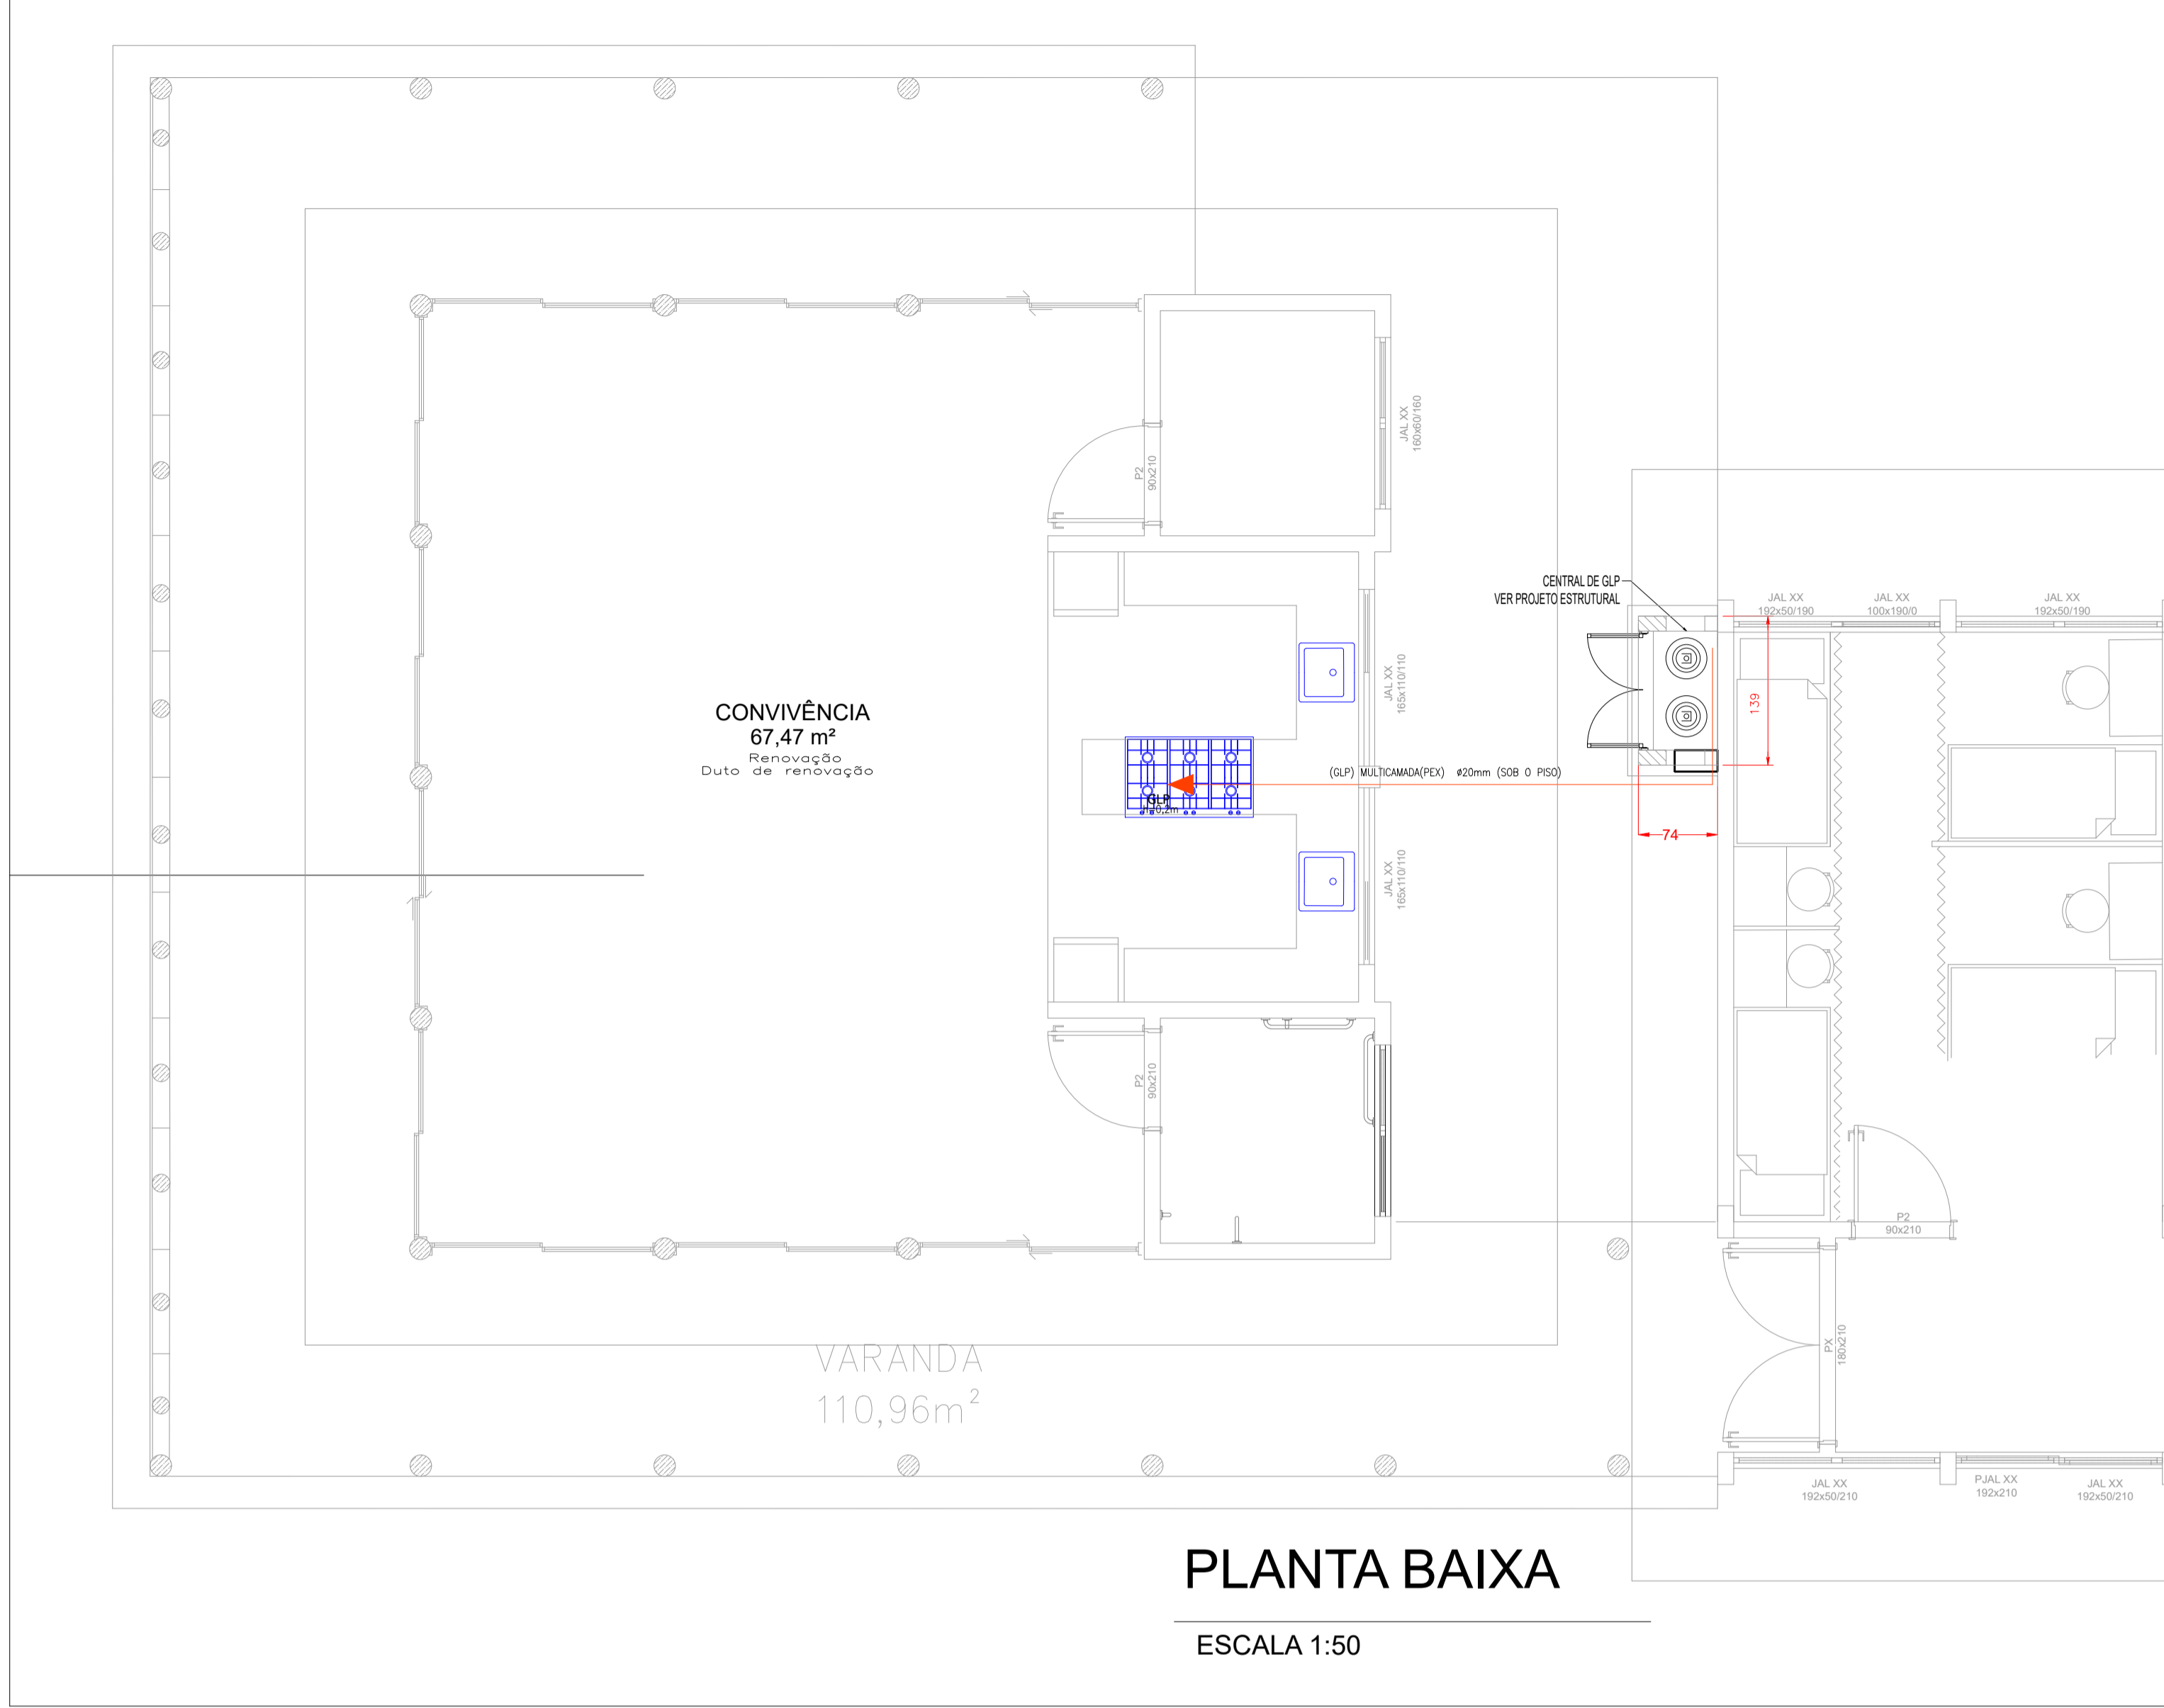 JAL XX
160x60/160
P2
90x210
CENTRAL DE GLP
VER PROJETO ESTRUTURAL
JAL XX
192x50/190
JAL XX
100x190/0
JAL XX
192x50/190
JAL XX
165x110/110
139
CONVIVÊNCIA
67,47 m²
Renovação
Duto de renovação
(GLP) MULTICAMADA(PEX) ø20mm (SOB O PISO)
GLP
h=0,2m
74
JAL XX
165x110/110
P2
90x210
P2
90x210
VARANDA
110,96m²
PX
180x210
JAL XX
192x50/210
PJAL XX
192x210
JAL XX
192x50/210
PLANTA BAIXA
ESCALA 1:50